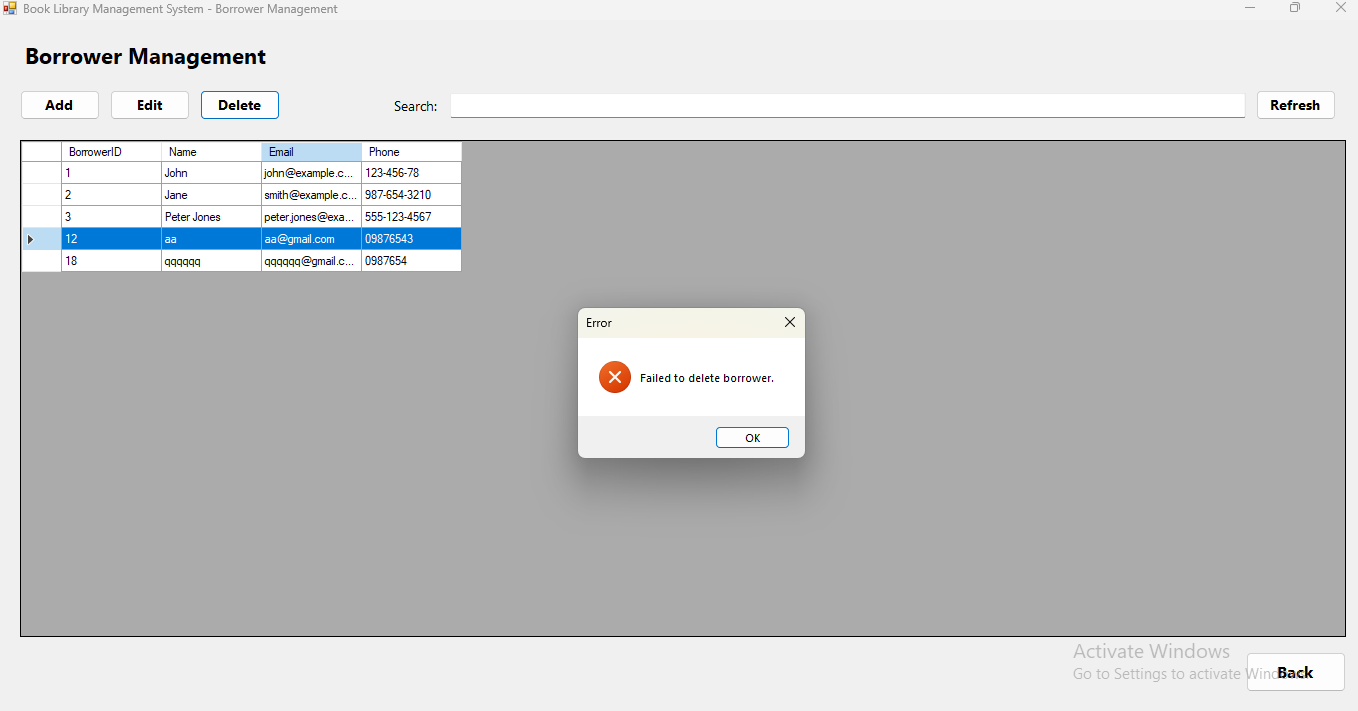 Book Library Management System - Borrower Management
Borrower Management
Add Edit Delete Search: Refresh
BorrowerID Name Email Phone
1 John john@example.c... 123-456-78
2 Jane smith@example.c... 987-654-3210
3 Peter Jones peter.jones@exa... 555-123-4567
12 aa aa@gmail.com 09876543
18 qqqqqq qqqqqq@gmail.c... 0987654
Error
Failed to delete borrower.
OK
Activate Windows
Go to Settings to activate Windows.
Back